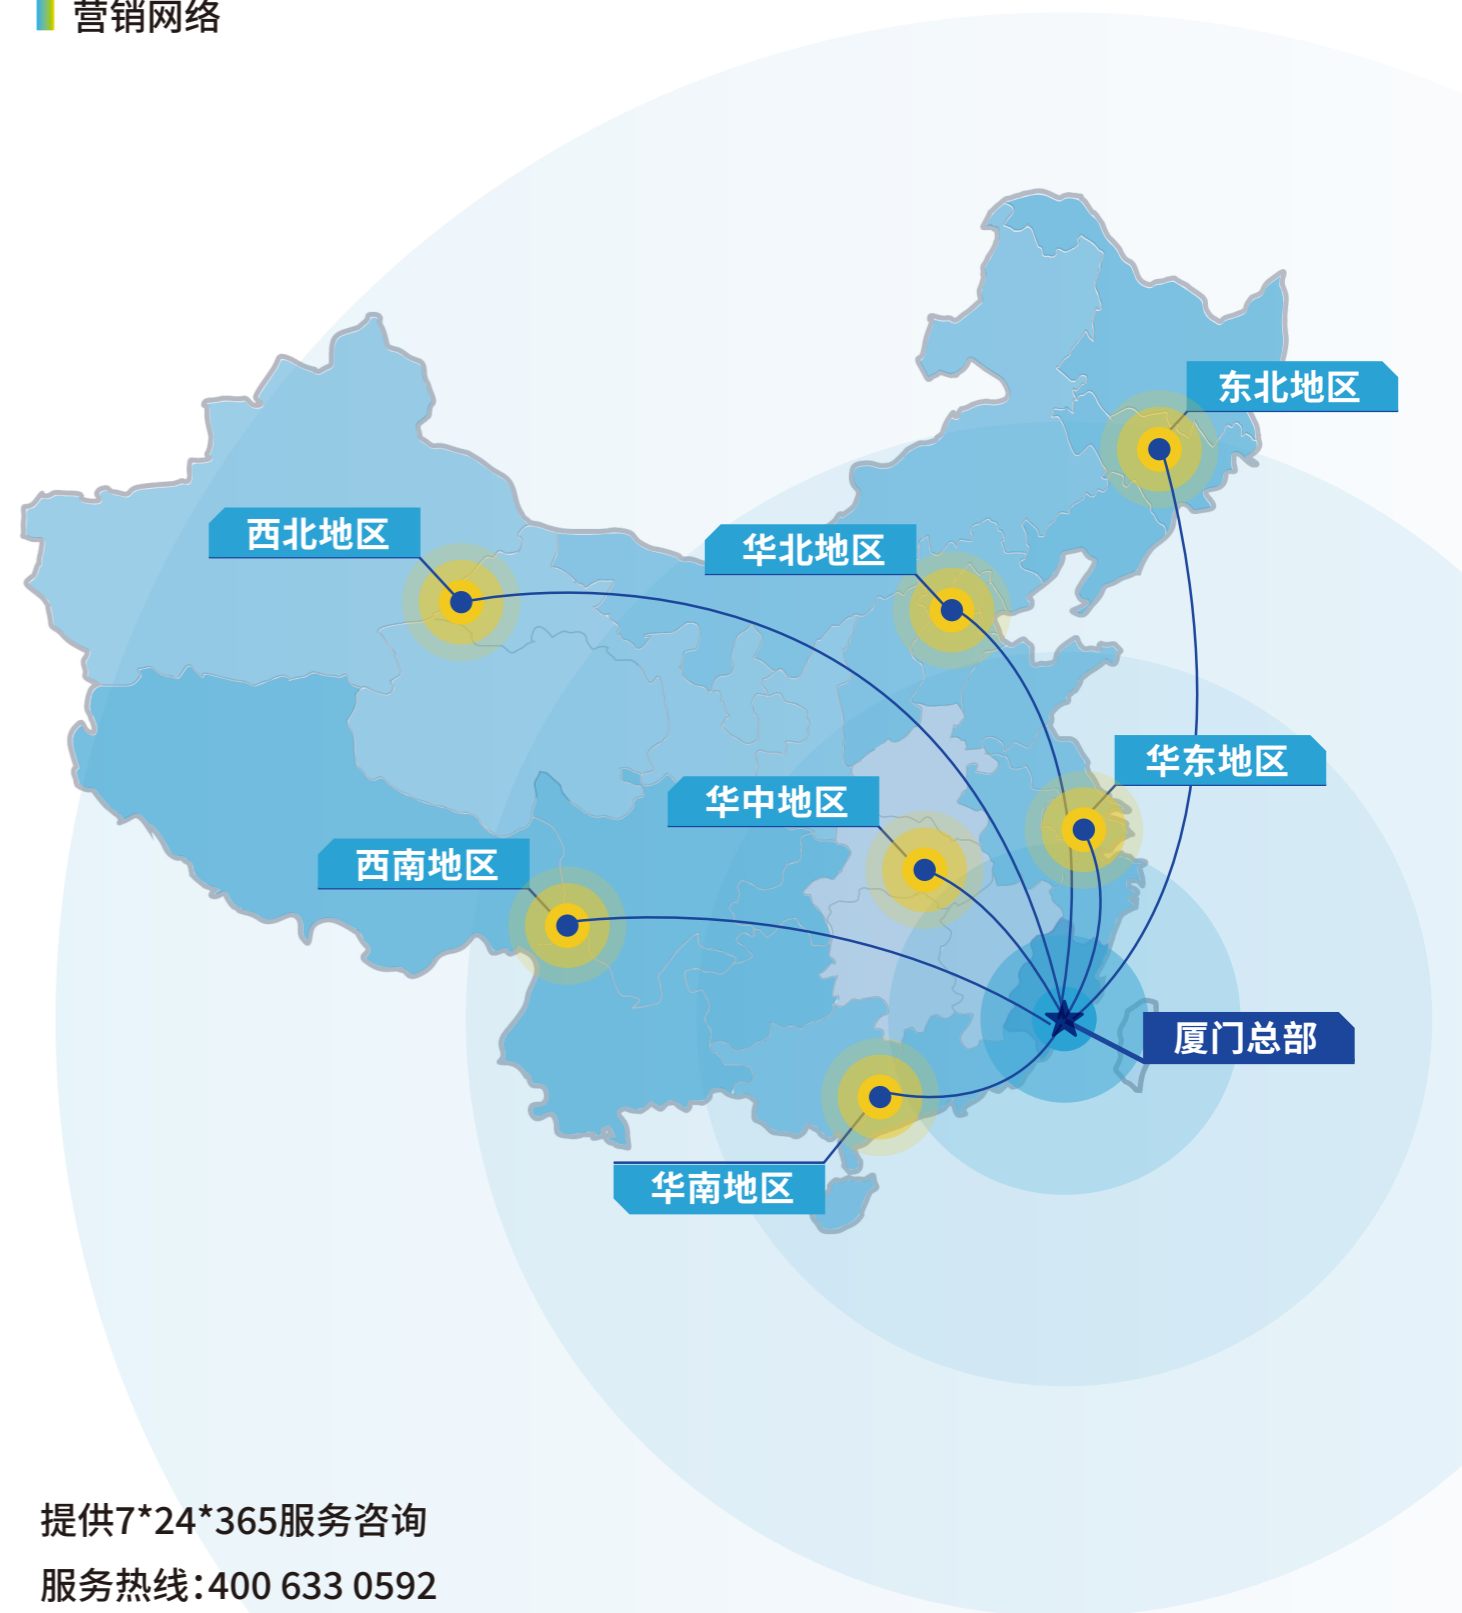 营销网络
东北地区
西北地区
华北地区
华东地区
华中地区
西南地区
厦门总部
华南地区
提供7*24*365服务咨询
服务热线:400 633 0592